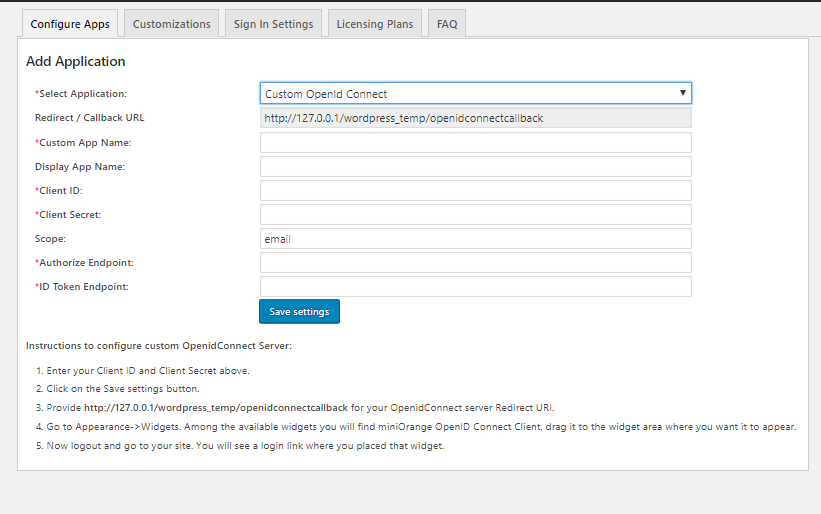 Configure Apps Customizations Sign In Settings Licensing Plans FAQ
Add Application
*Select Application: Custom OpenId Connect
Redirect / Callback URL http://127.0.0.1/wordpress_temp/openidconnectcallback
*Custom App Name:
Display App Name:
*Client ID:
*Client Secret:
Scope: email
*Authorize Endpoint:
*ID Token Endpoint:
Save settings
Instructions to configure custom OpenidConnect Server:
1. Enter your Client ID and Client Secret above.
2. Click on the Save settings button.
3. Provide http://127.0.0.1/wordpress_temp/openidconnectcallback for your OpenidConnect server Redirect URI.
4. Go to Appearance->Widgets. Among the available widgets you will find miniOrange OpenID Connect Client, drag it to the widget area where you want it to appear.
5. Now logout and go to your site. You will see a login link where you placed that widget.